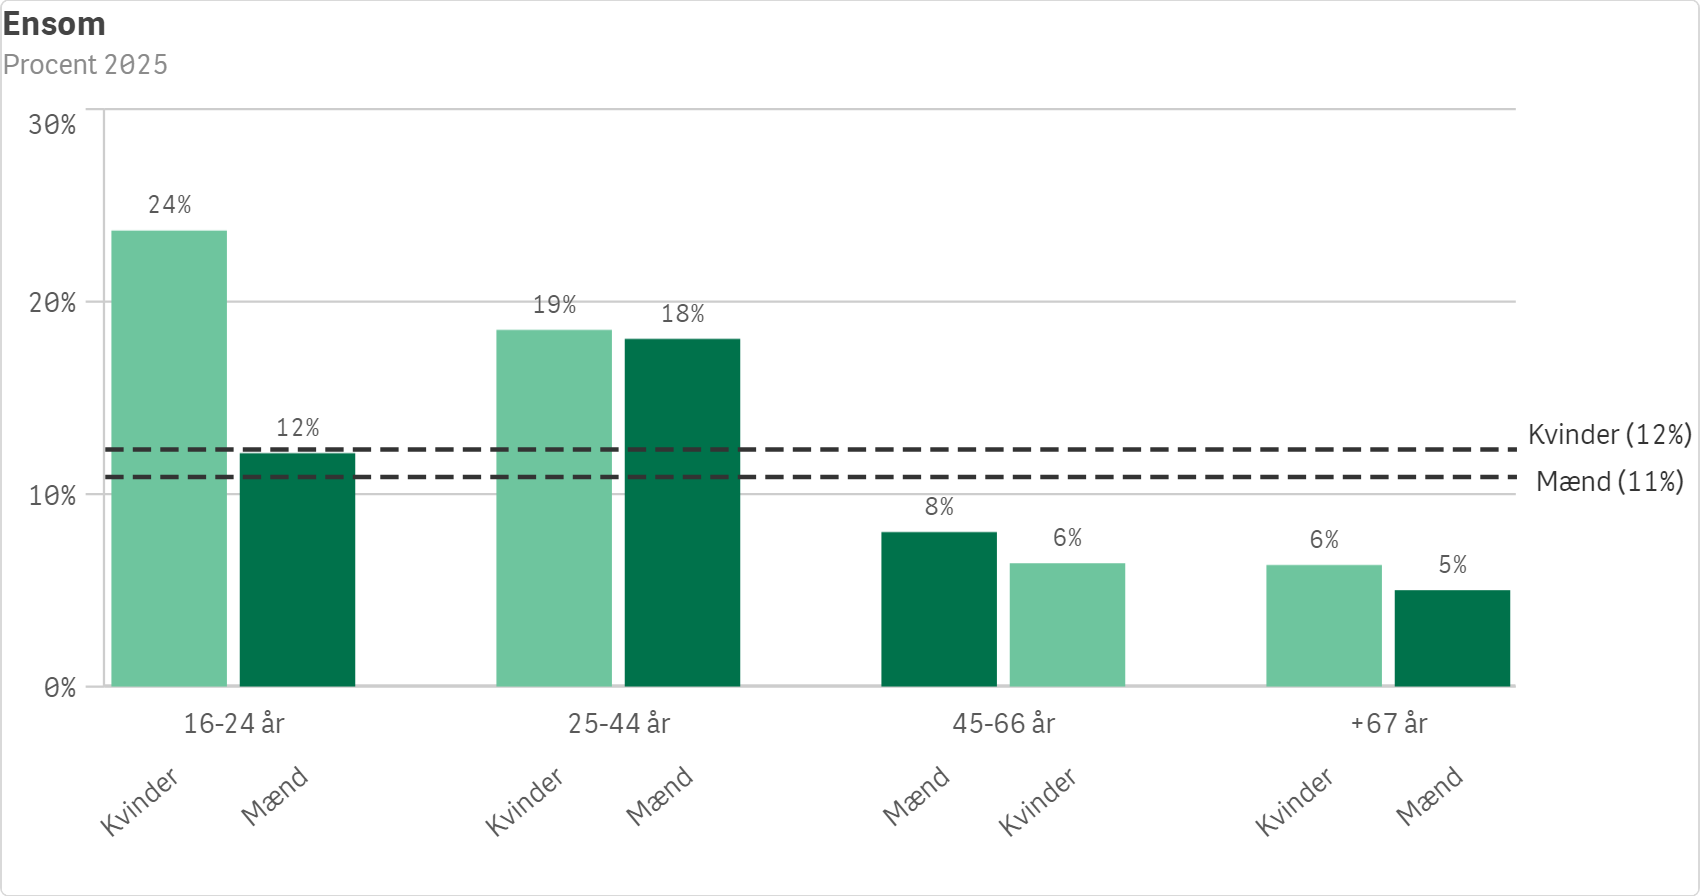 Ensom
Procent 2025
30%
24%
20%
19%
18%
12%
Kvinder (12%)
Mænd (11%)
10%
8%
6%
6%
5%
0%
16-24 år
25-44 år
45-66 år
+67 år
Kvinder
Mænd
Kvinder
Mænd
Mænd
Kvinder
Kvinder
Mænd